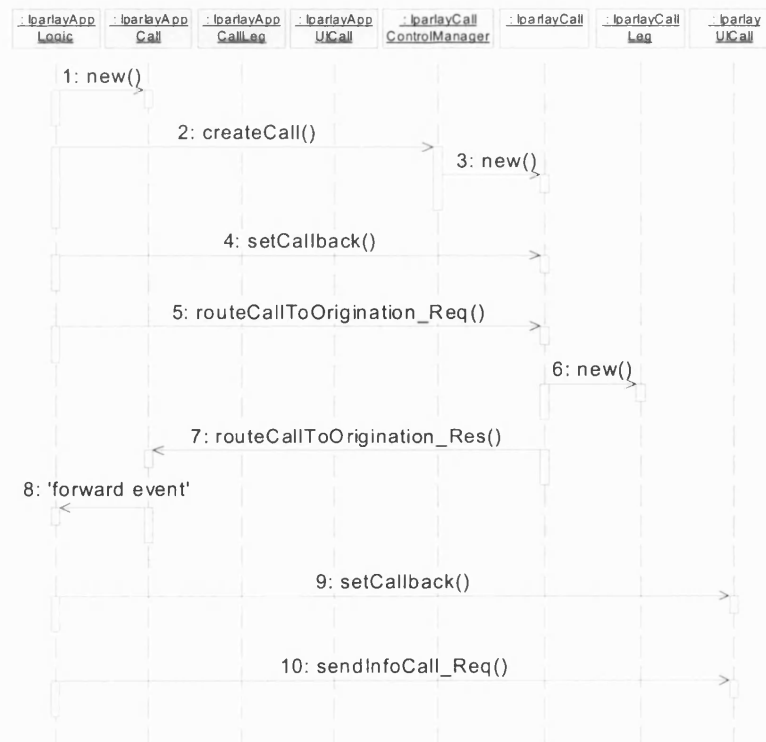 : IparlayApp
Logic
: IparlayApp
Call
: IparlayApp
CallLeg
: IparlayApp
UICall
: IparlayCall
ControlManager
: IparlayCall
: IparlayCall
Leg
: Iparlay
UICall
1: new()
2: createCall()
3: new()
4: setCallback()
5: routeCallToOrigination_Req()
6: new()
7: routeCallToOrigination_Res()
8: 'forward event'
9: setCallback()
10: sendInfoCall_Req()